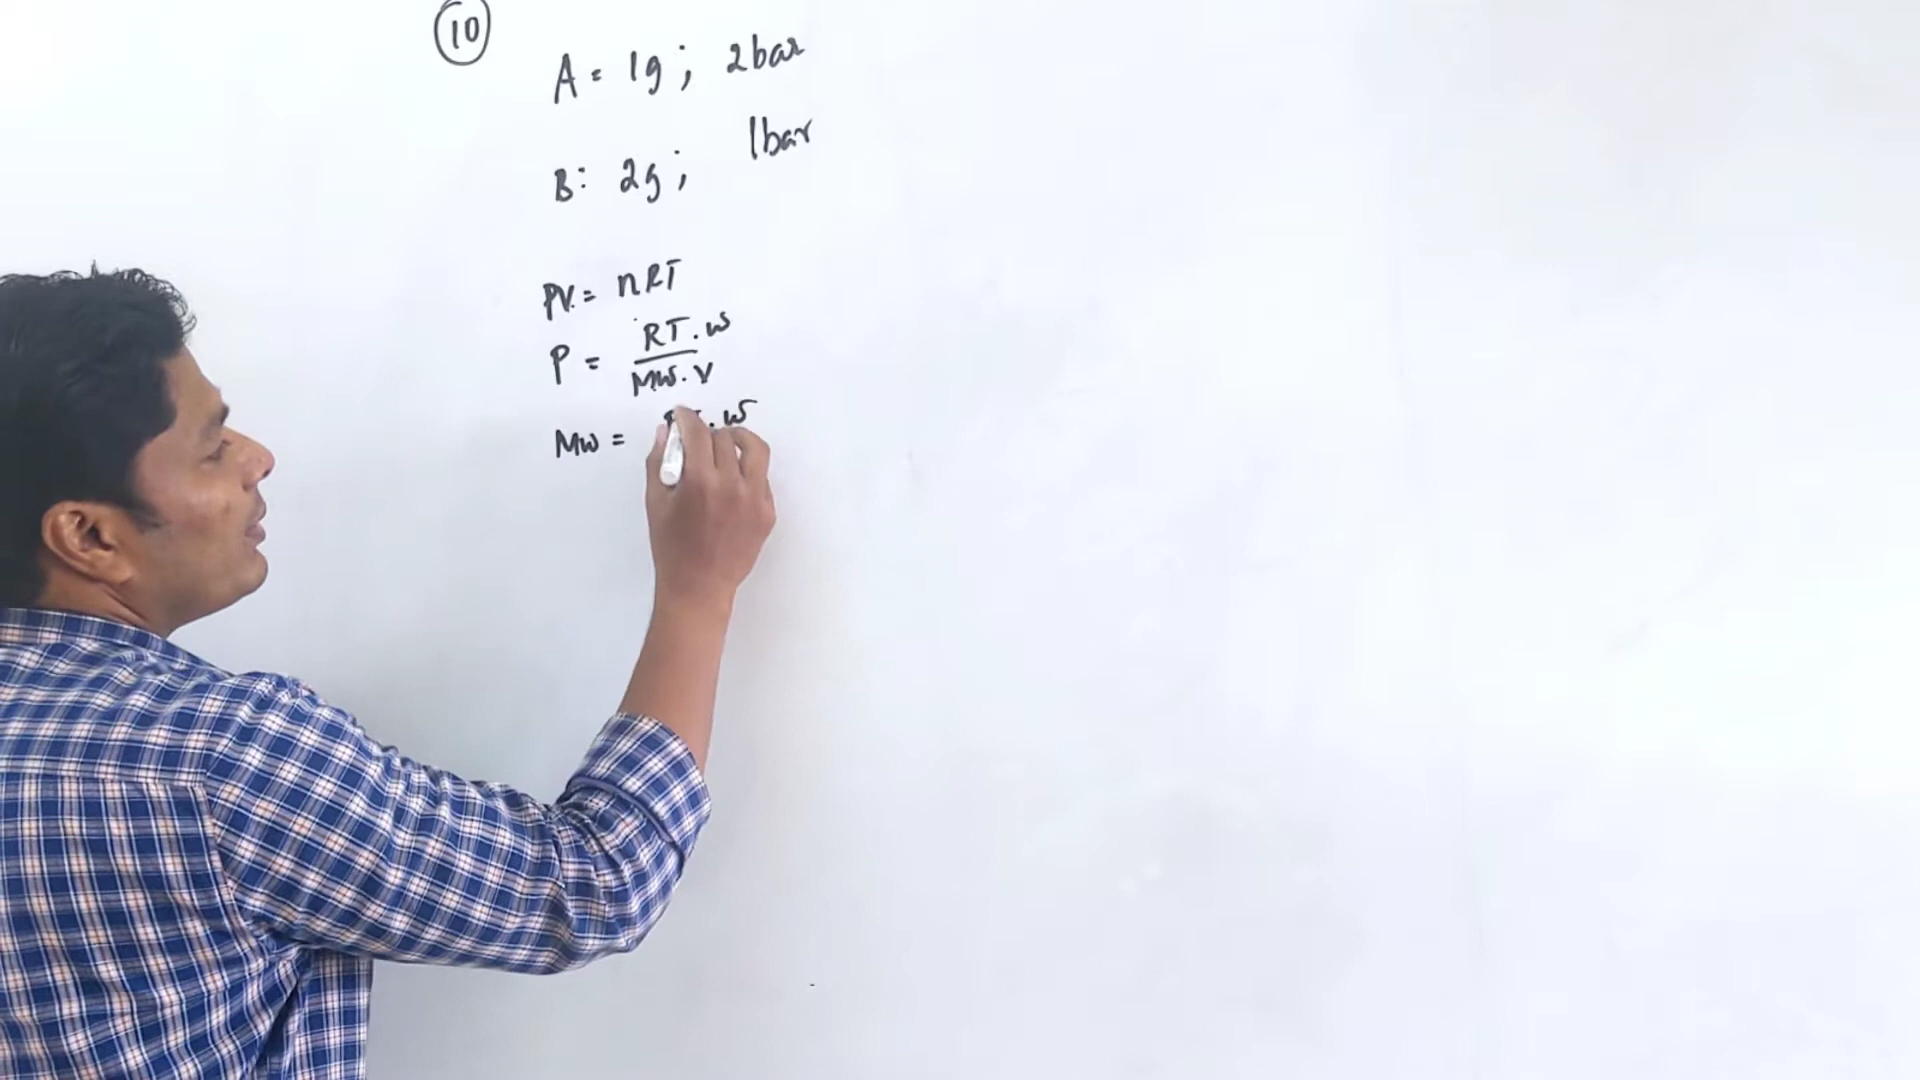 10
A = 1g ; 2bar
B: 2g ; 1bar
PV = nRT
P = RT.w
Mw.V
Mw = .w